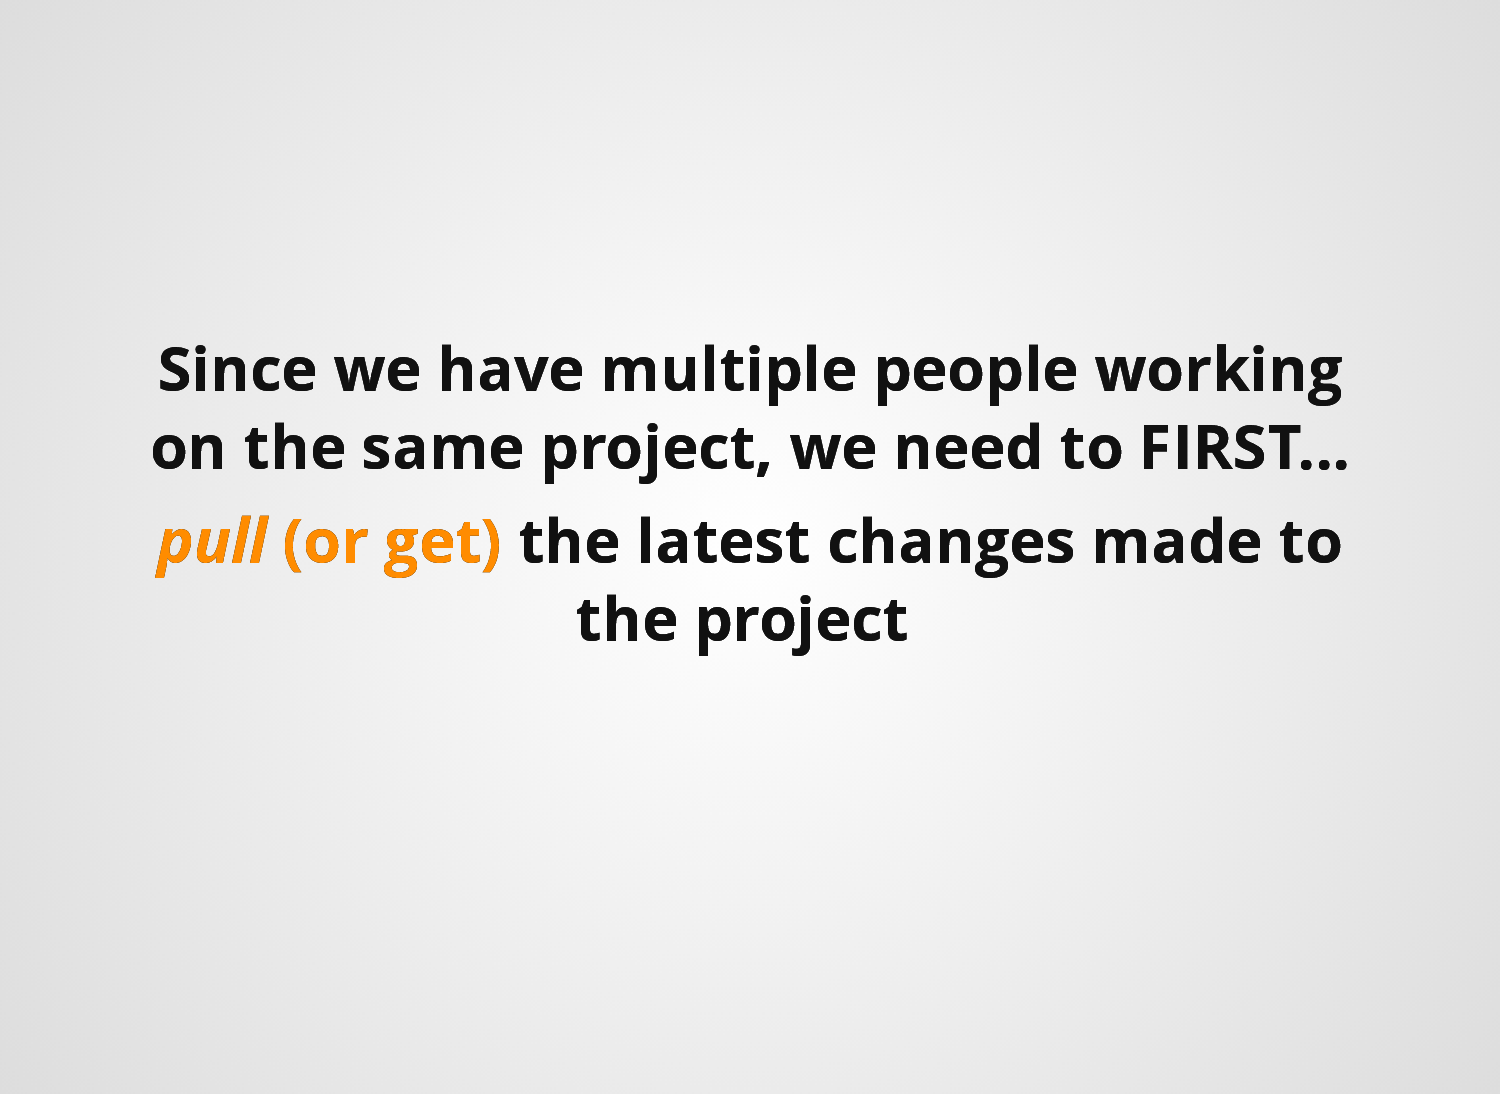 Since we have multiple people working
on the same project, we need to FIRST...
pull (or get) the latest changes made to
the project